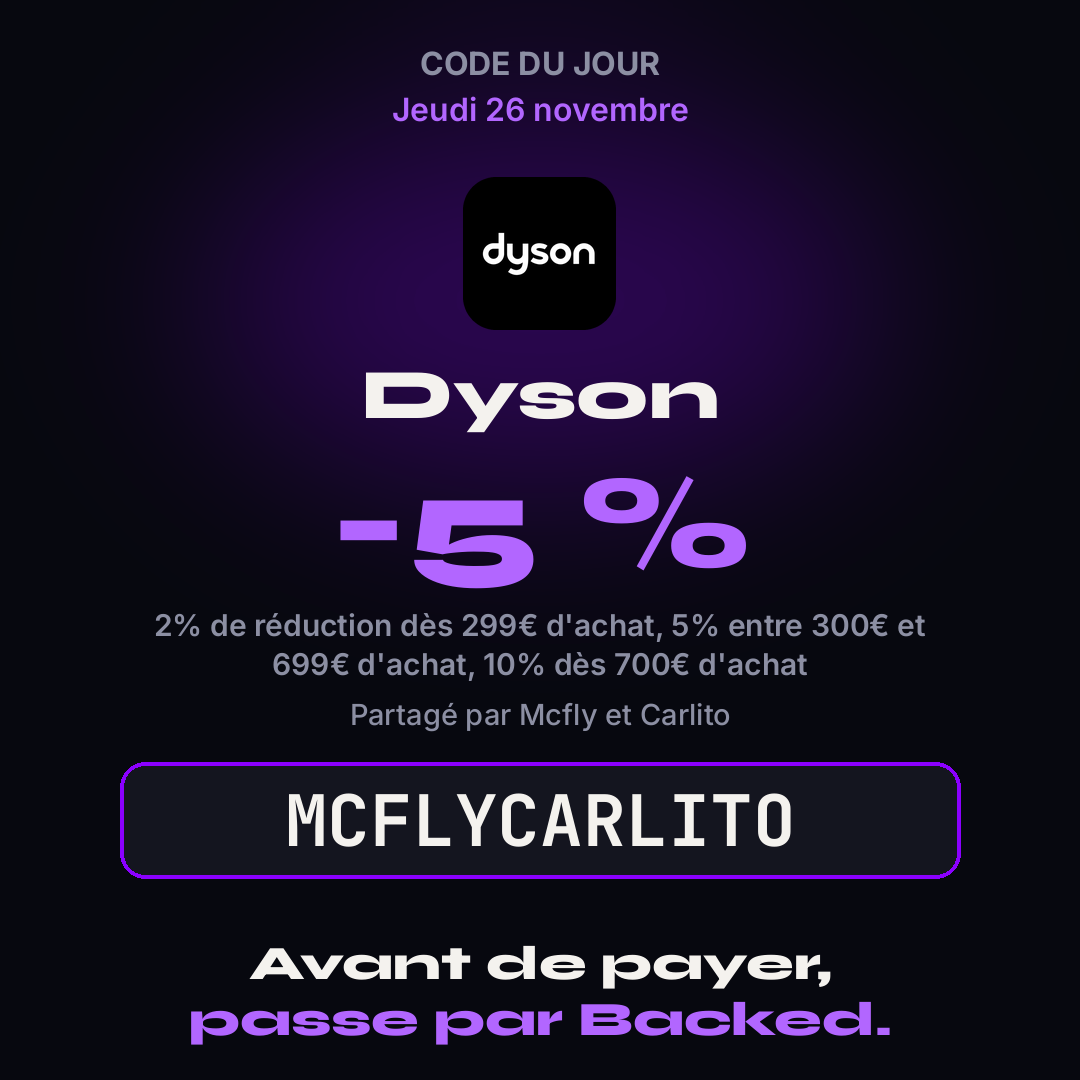 CODE DU JOUR
Jeudi 26 novembre
dyson
Dyson
-5 %
2% de réduction dès 299€ d'achat, 5% entre 300€ et
699€ d'achat, 10% dès 700€ d'achat
Partagé par Mcfly et Carlito
MCFLYCARLITO
Avant de payer,
passe par Backed.